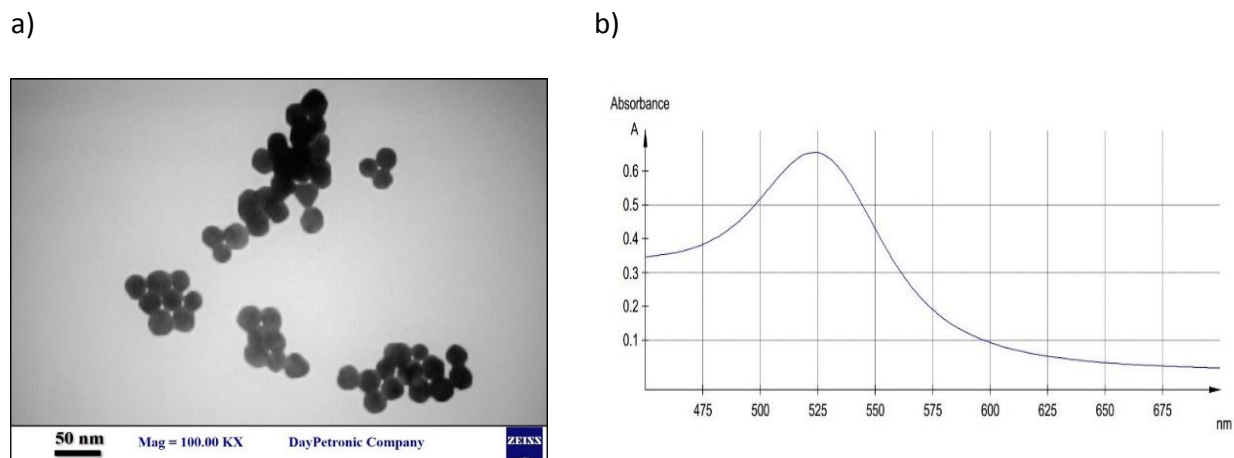 a)
b)
50 nm
Mag = 100.00 KX
DayPetronic Company
ZEISS
Absorbance
A
0.6
0.5
0.4
0.3
0.2
0.1
475
500
525
550
575
600
625
650
675
nm